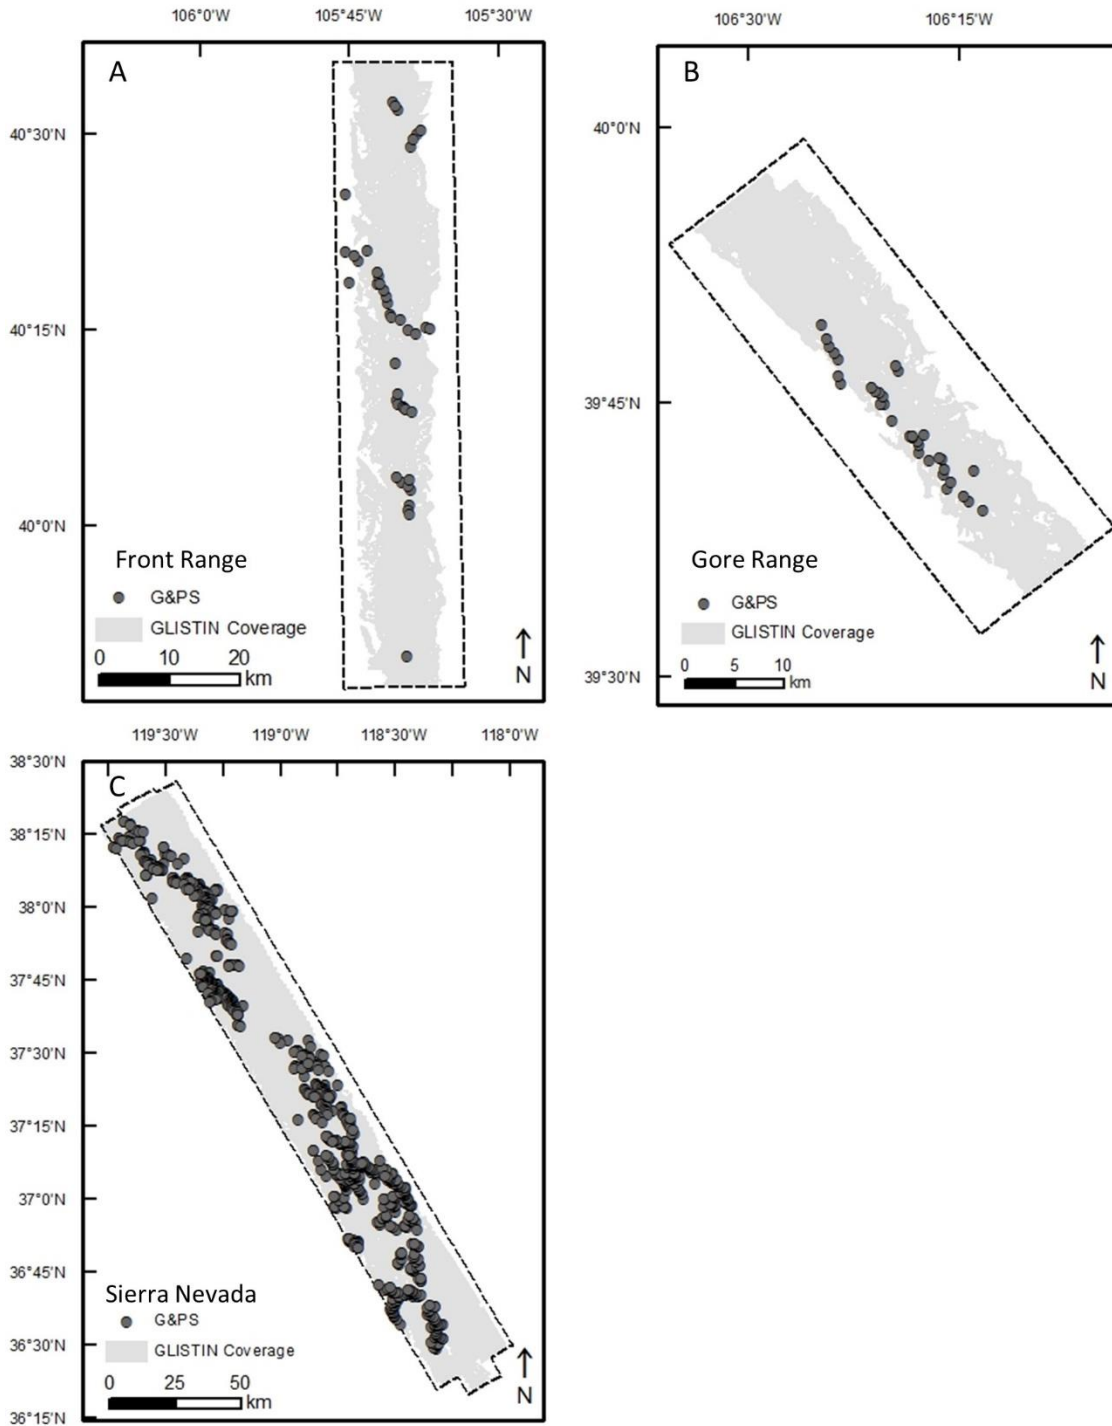 106°0'W 105°45'W 105°30'W
A
40°30'N
40°15'N
40°0'N
Front Range
G&PS
GLISTIN Coverage
0 10 20
km
N
106°30'W 106°15'W
B
40°0'N
39°45'N
39°30'N
Gore Range
G&PS
GLISTIN Coverage
0 5 10
km
N
119°30'W 119°0'W 118°30'W 118°0'W
C
38°30'N
38°15'N
38°0'N
37°45'N
37°30'N
37°15'N
37°0'N
36°45'N
36°30'N
36°15'N
Sierra Nevada
G&PS
GLISTIN Coverage
0 25 50
km
N